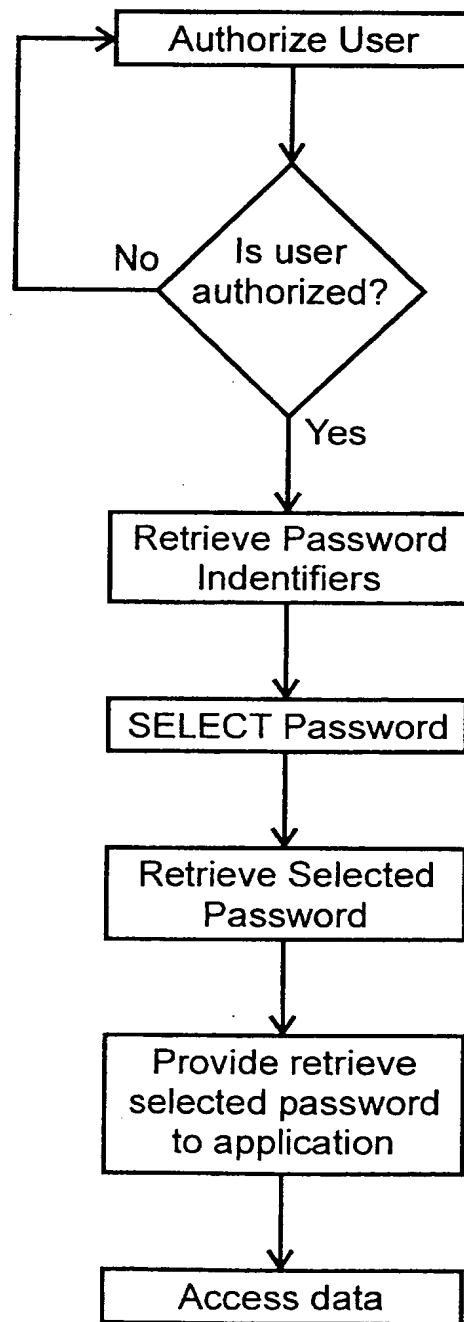 Authorize User
Is user
authorized?
No
Yes
Retrieve Password
Indentifiers
SELECT Password
Retrieve Selected
Password
Provide retrieve
selected password
to application
Access data